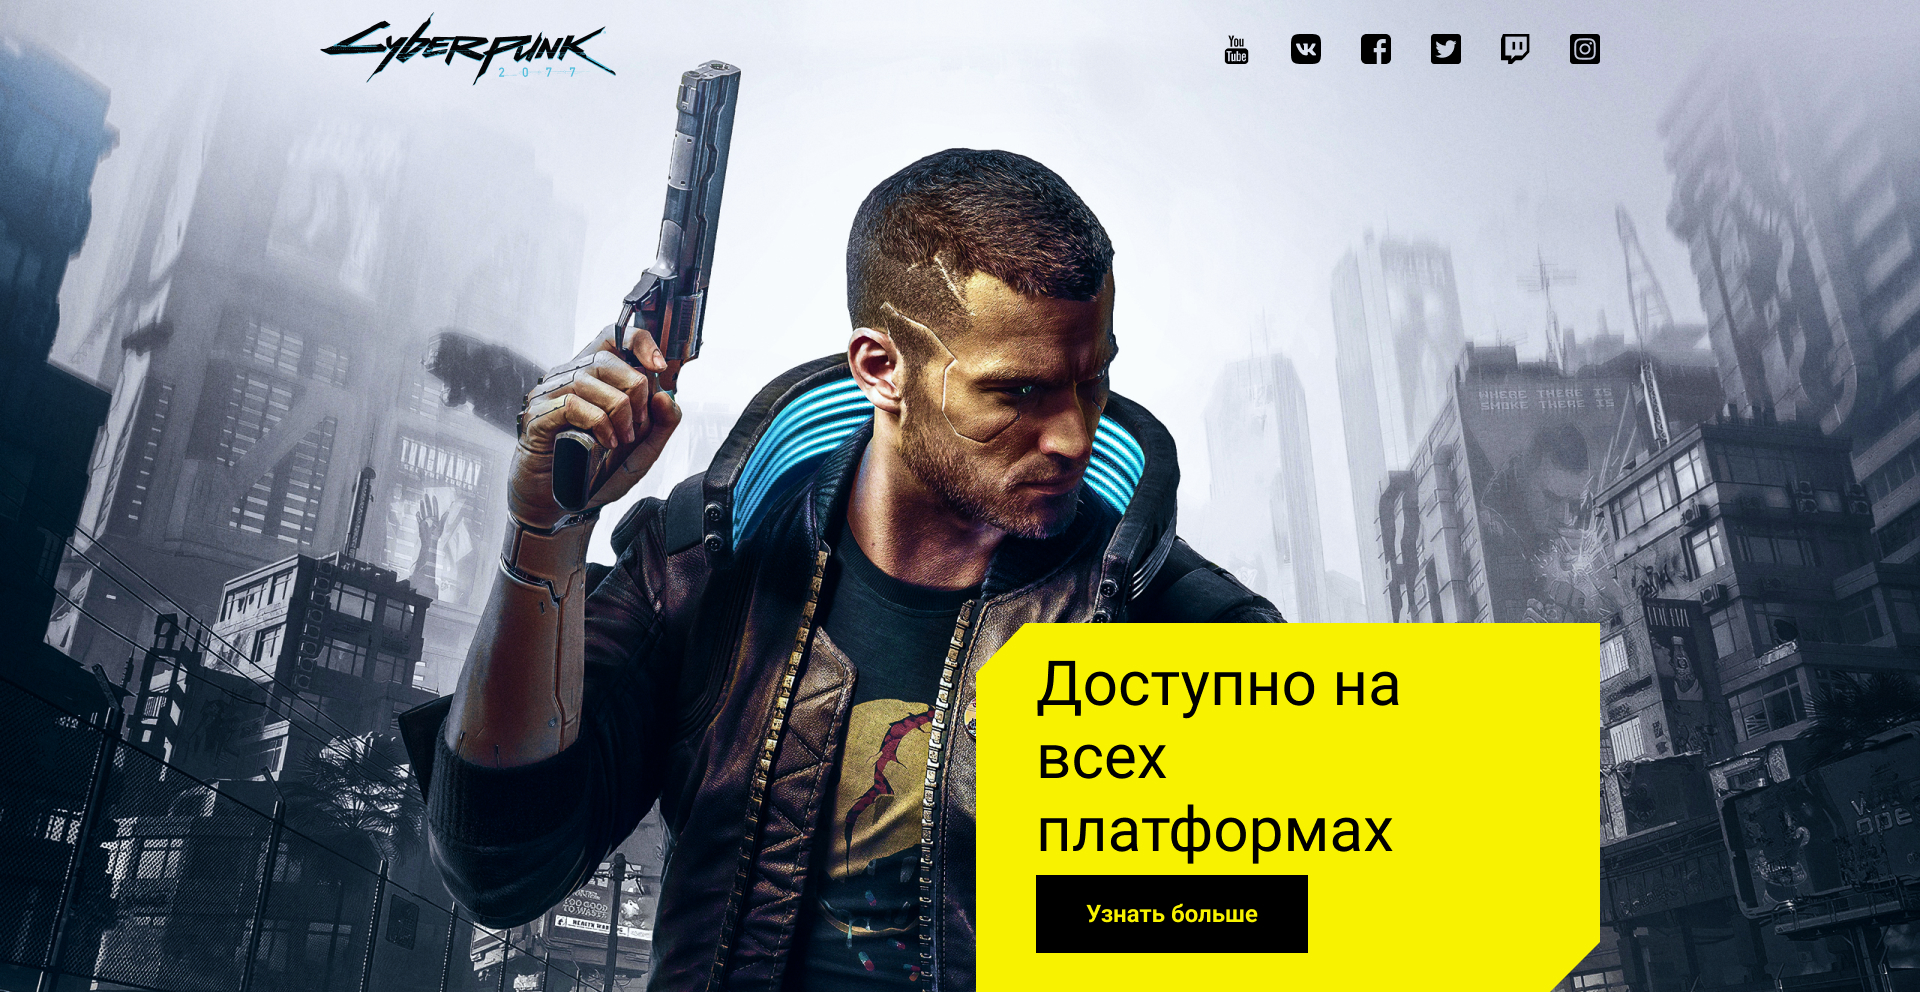 CYBERPUNK
2077
You
Tube
WHERE THERE IS
SMOKE THERE IS
Доступно на
всех
платформах
TOO GOOD
TO WASTE
Узнать больше